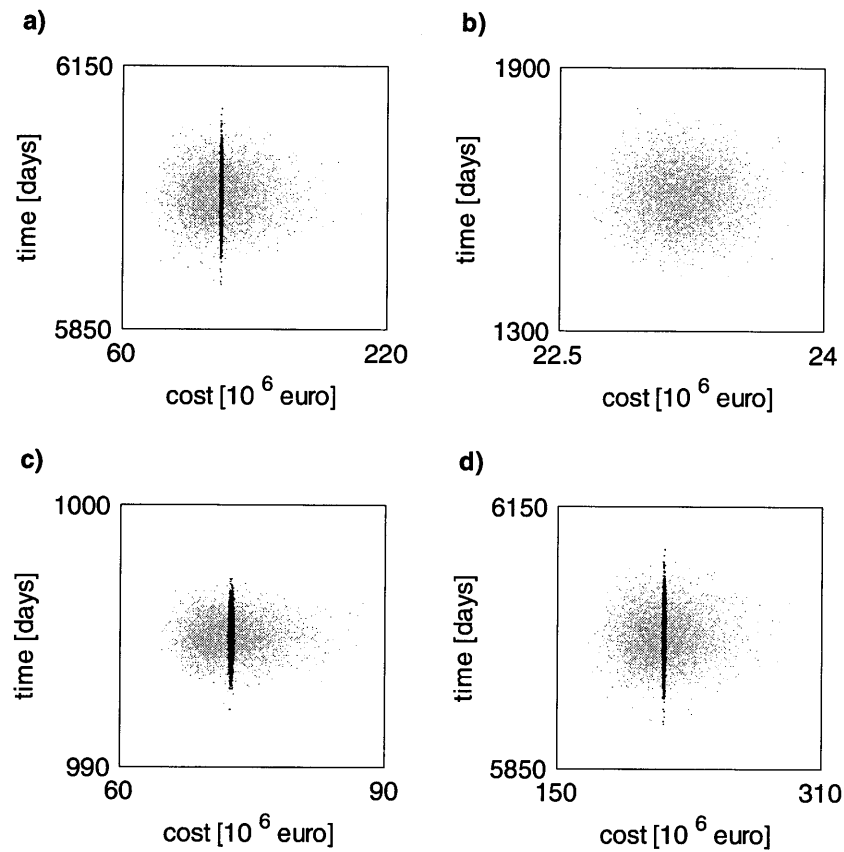 a)
6150
time [days]
5850
60
220
cost [10 6 euro]
b)
1900
time [days]
1300
22.5
24
cost [10 6 euro]
c)
1000
time [days]
990
60
90
cost [10 6 euro]
d)
6150
time [days]
5850
150
310
cost [10 6 euro]